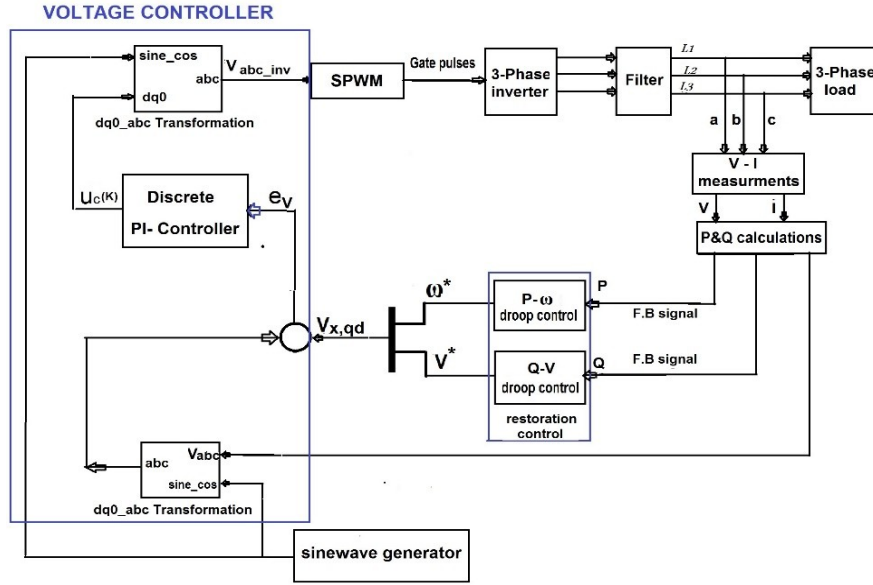 VOLTAGE CONTROLLER
sine_cos
abc
dq0
dq0_abc Transformation
V abc_inv
SPWM
Gate pulses
3-Phase
inverter
Filter
L1
L2
L3
3-Phase
load
a b c
V - I
measurments
V i
P&Q calculations
uc(K)
Discrete
PI- Controller
ev
Vx,qd
ω*
V*
P-ω
droop control
P
F.B signal
Q-V
droop control
Q
F.B signal
restoration
control
abc
Vabc
sine_cos
dq0_abc Transformation
sinewave generator